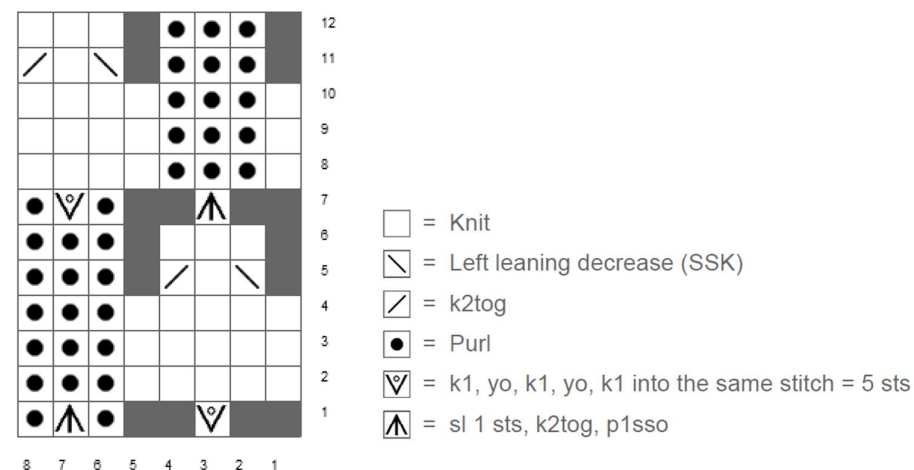 12
11
10
9
8
7
6
5
4
3
2
1
8 7 6 5 4 3 2 1
= Knit
= Left leaning decrease (SSK)
= k2tog
= Purl
= k1, yo, k1, yo, k1 into the same stitch = 5 sts
= sl 1 sts, k2tog, p1sso